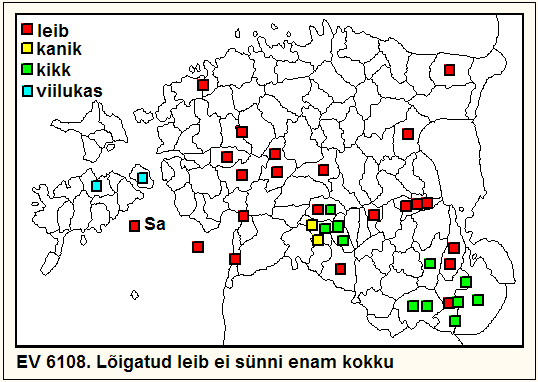 leib
kanik
kikk
viilukas
Sa
EV 6108. Lõigatud leib ei sünni enam kokku